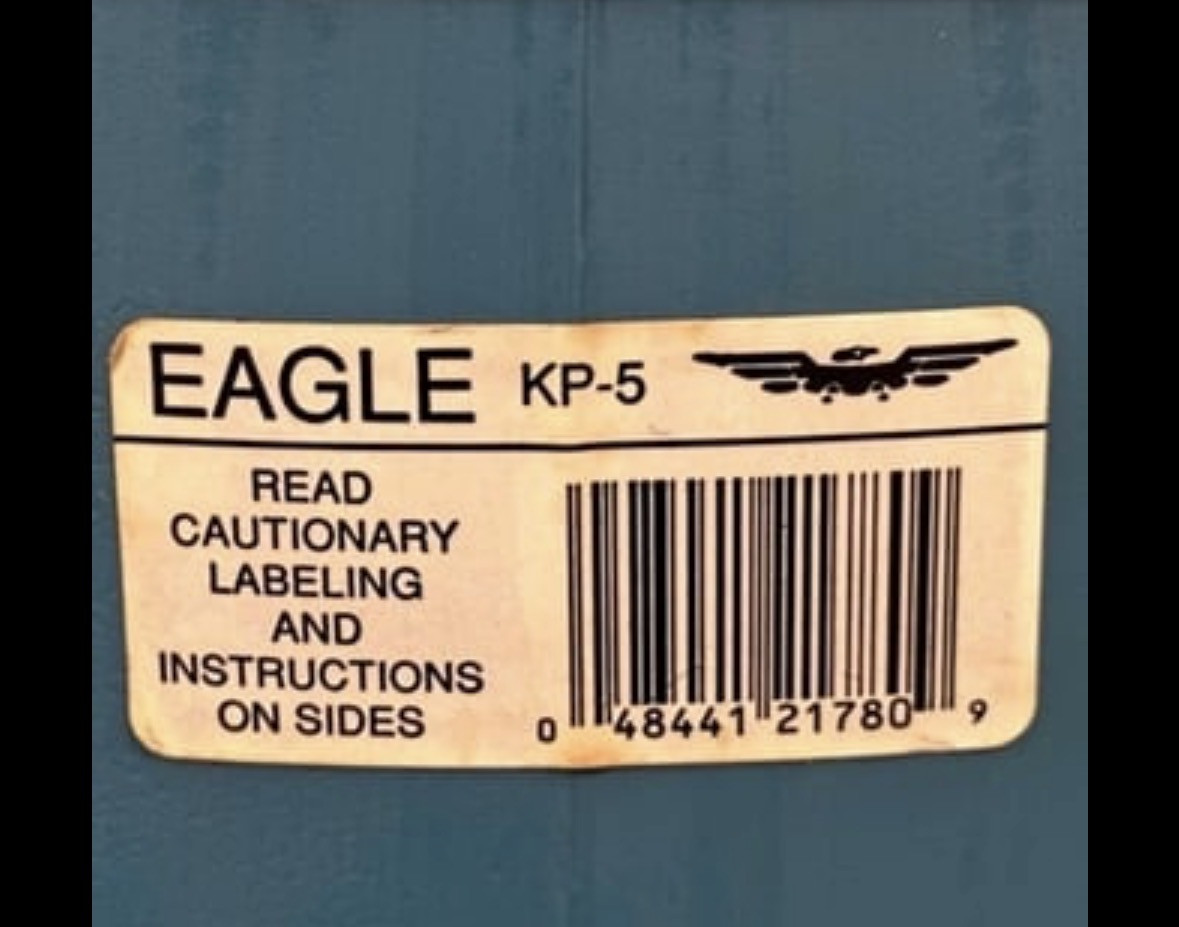 EAGLE KP-5
READ
CAUTIONARY
LABELING
AND
INSTRUCTIONS
ON SIDES
0 48441 21780 9